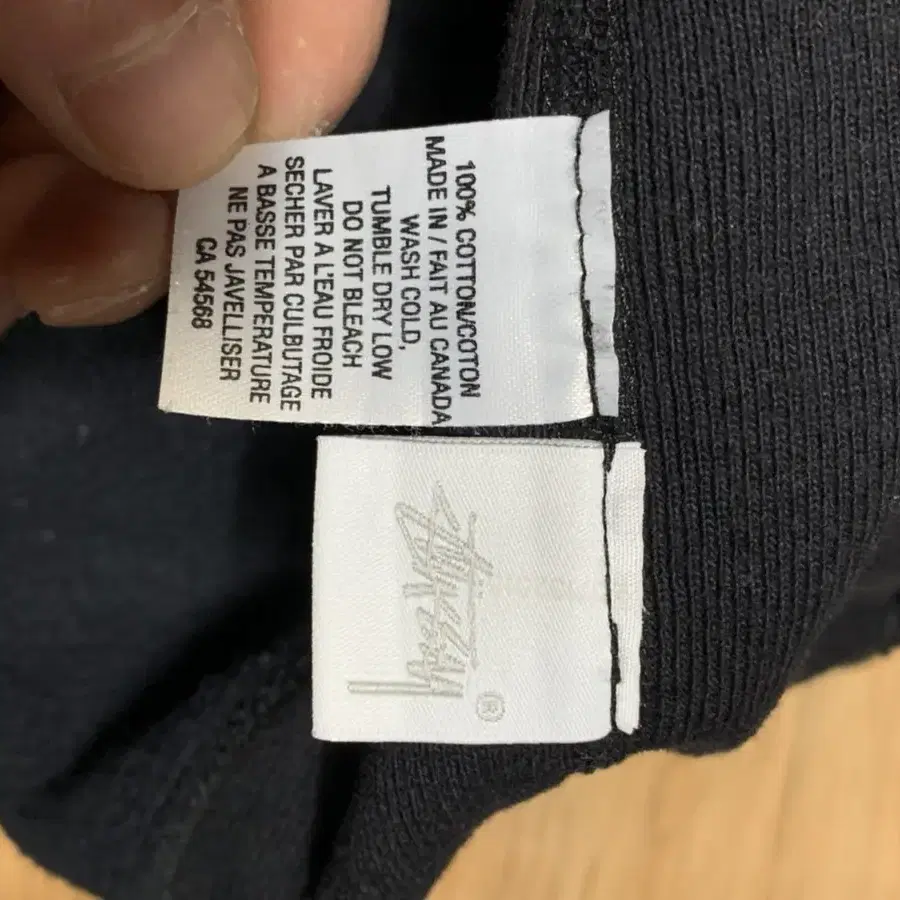 100% COTTON/COTON
MADE IN / FAIT AU CANADA
WASH COLD,
TUMBLE DRY LOW
DO NOT BLEACH
LAVER A L'EAU FROIDE
SECHER PAR CULBUTAGE
A BASSE TEMPERATURE
NE PAS JAVELLISER
CA 54568
Stüssy ®